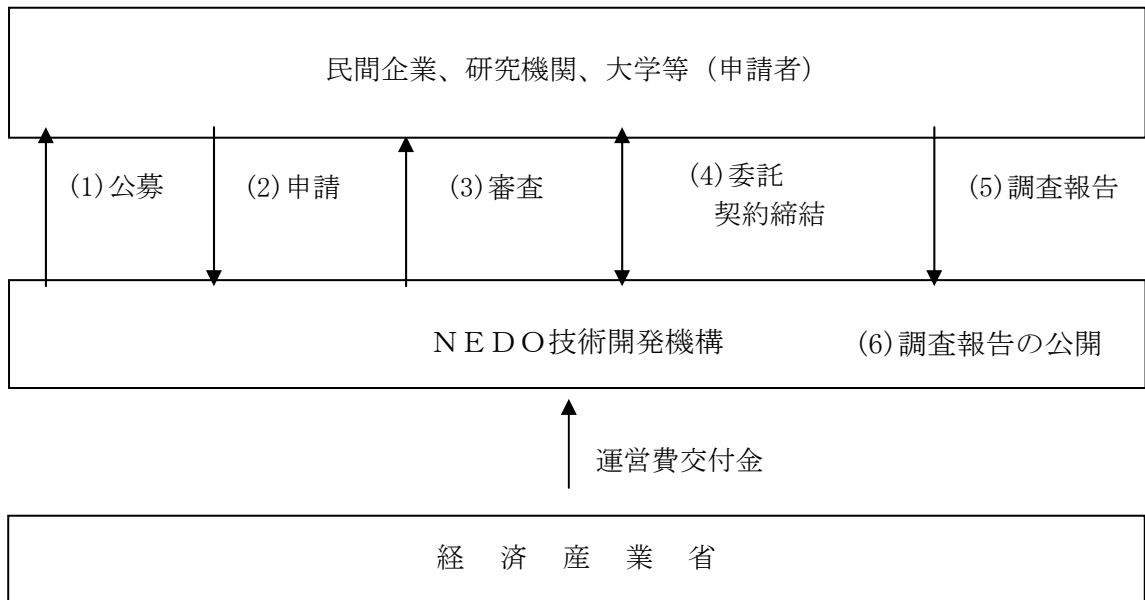 民間企業、研究機関、大学等（申請者）
(1)公募
(2)申請
(3)審査
(4)委託
契約締結
(5)調査報告
ＮＥＤＯ技術開発機構
(6)調査報告の公開
運営費交付金
経　済　産　業　省